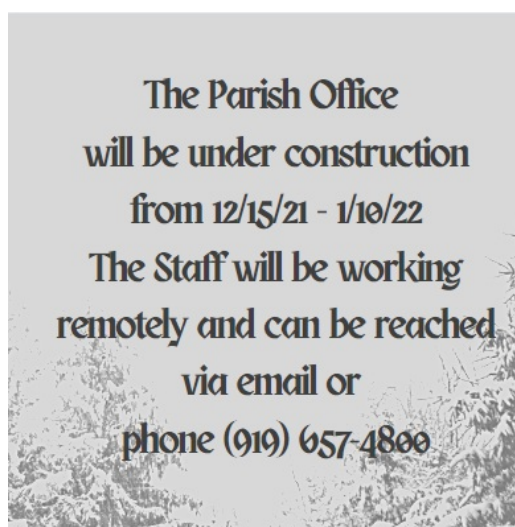 The Parish Office
will be under construction
from 12/15/21 - 1/10/22
The Staff will be working
remotely and can be reached
via email or
phone (919) 657-4800